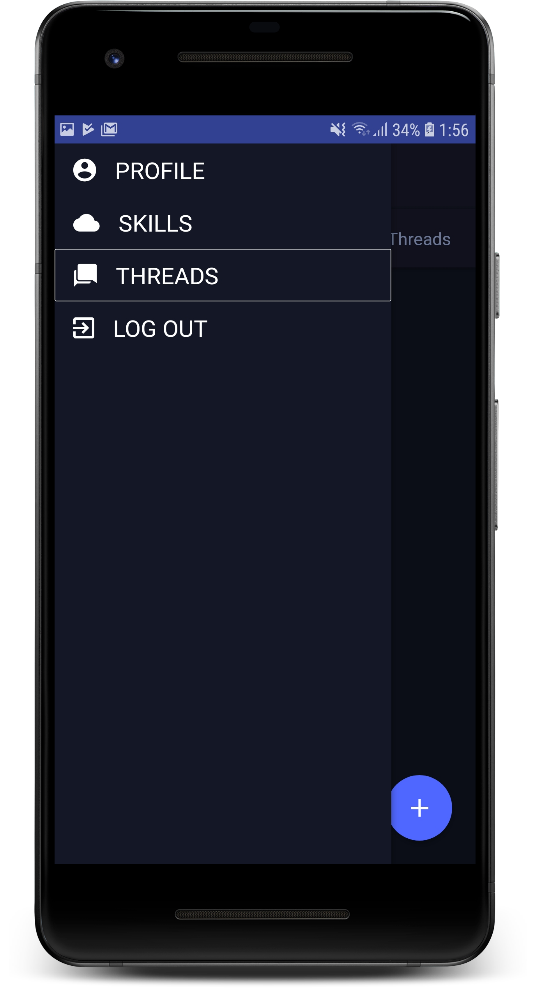 34% 1:56
PROFILE
SKILLS
Threads
THREADS
LOG OUT